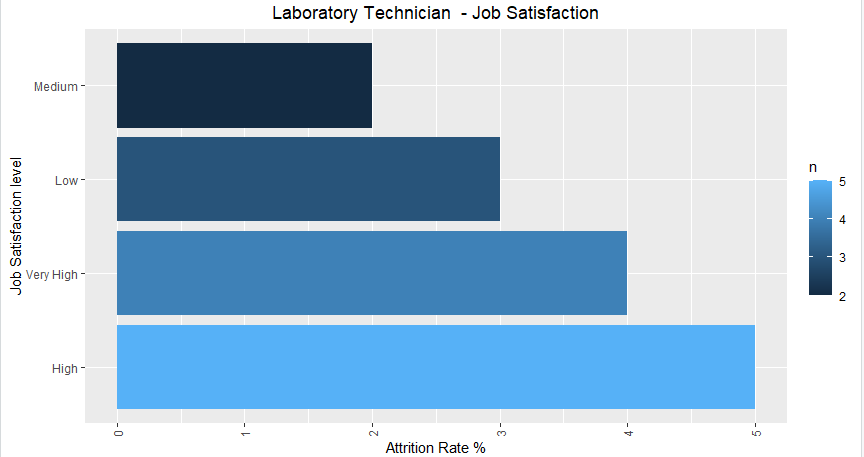 Laboratory Technician  - Job Satisfaction
Job Satisfaction level
Medium
Low
Very High
High
0
1
2
3
4
5
Attrition Rate %
n
5
4
3
2